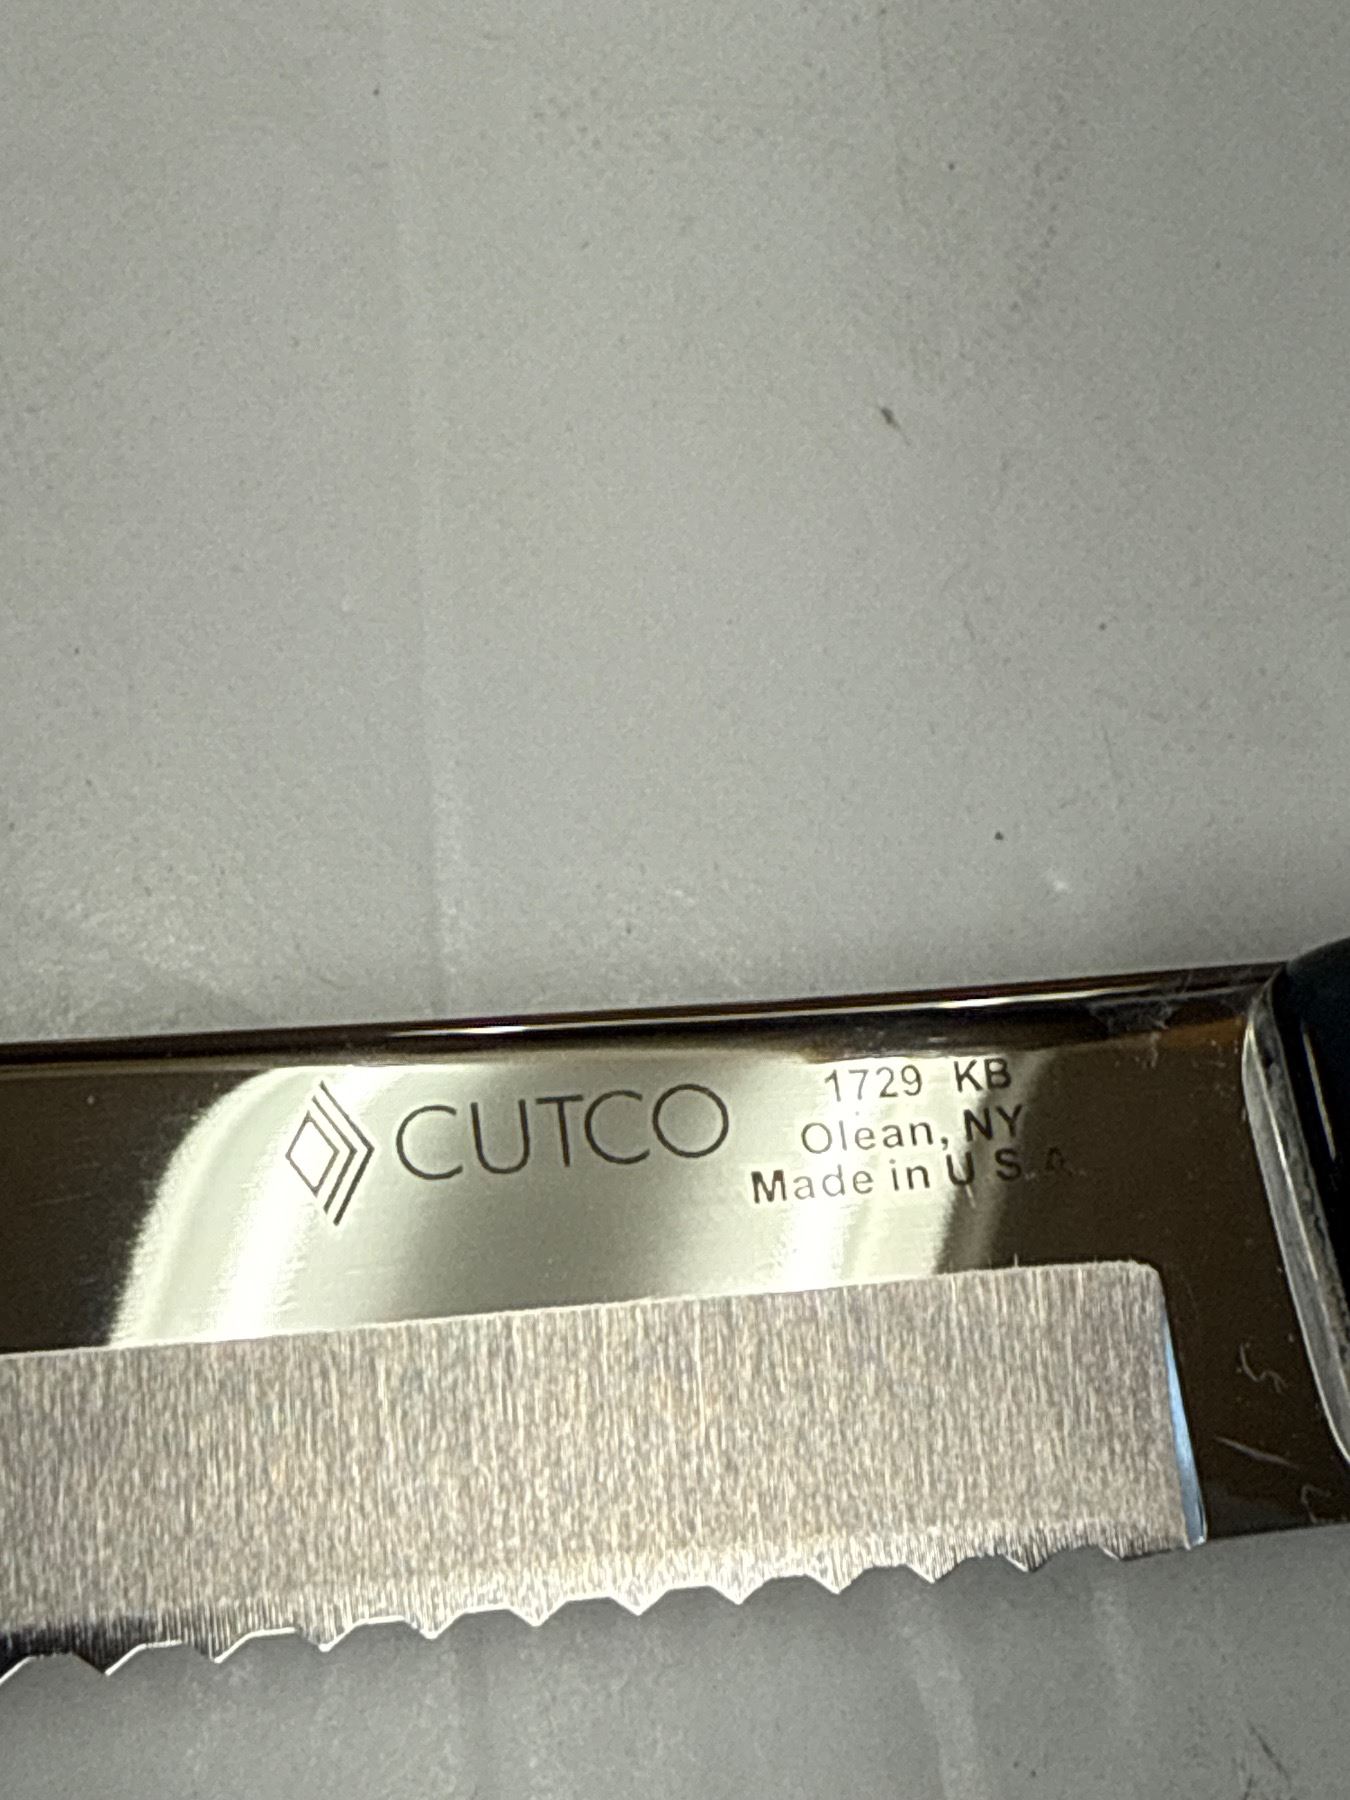 CUTCO
1729 KB
Olean, NY
Made in U.S.A.